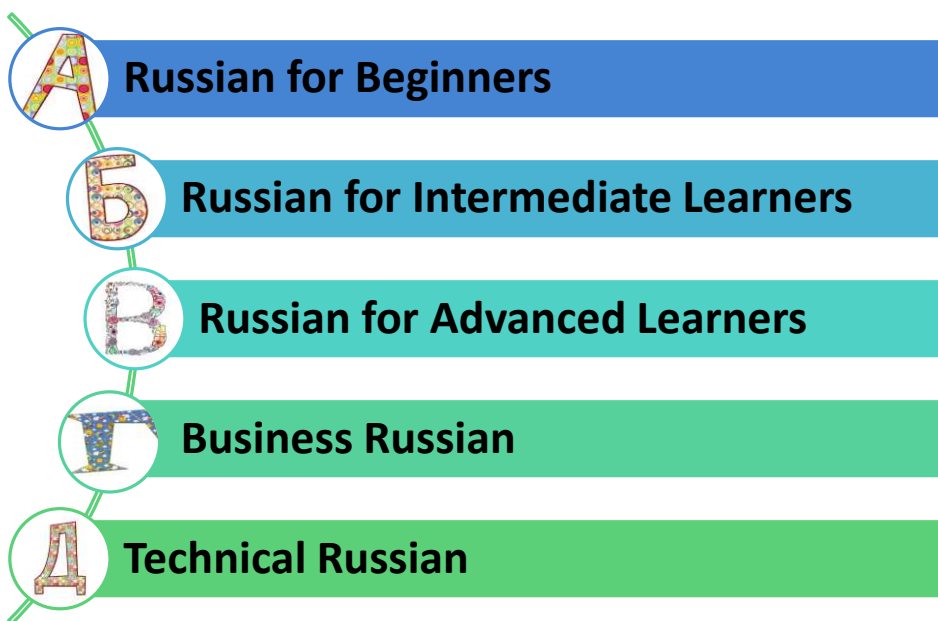 А
Russian for Beginners
Б
Russian for Intermediate Learners
В
Russian for Advanced Learners
Г
Business Russian
Д
Technical Russian